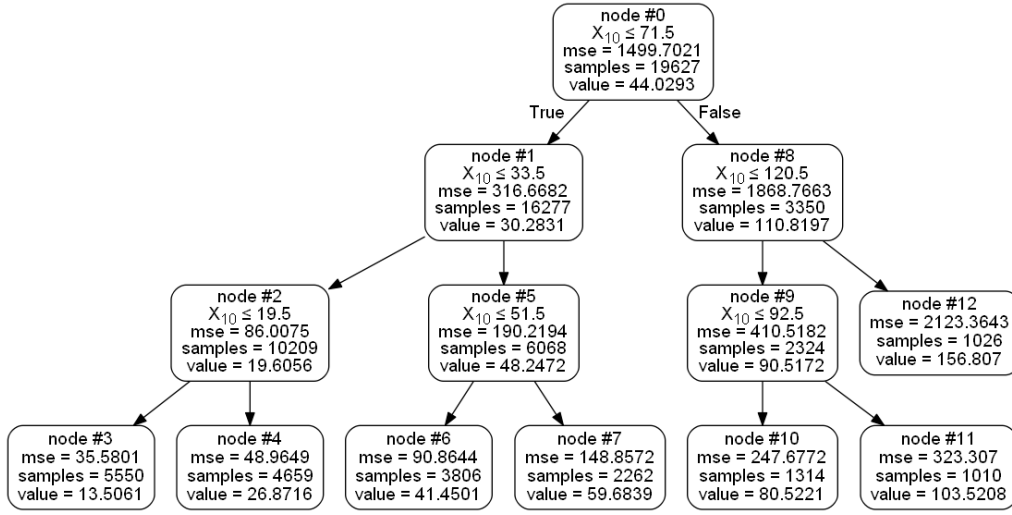 node #0
X₁₀ ≤ 71.5
mse = 1499.7021
samples = 19627
value = 44.0293
True
False
node #1
X₁₀ ≤ 33.5
mse = 316.6682
samples = 16277
value = 30.2831
node #8
X₁₀ ≤ 120.5
mse = 1868.7663
samples = 3350
value = 110.8197
node #2
X₁₀ ≤ 19.5
mse = 86.0075
samples = 10209
value = 19.6056
node #5
X₁₀ ≤ 51.5
mse = 190.2194
samples = 6068
value = 48.2472
node #9
X₁₀ ≤ 92.5
mse = 410.5182
samples = 2324
value = 90.5172
node #12
mse = 2123.3643
samples = 1026
value = 156.807
node #3
mse = 35.5801
samples = 5550
value = 13.5061
node #4
mse = 48.9649
samples = 4659
value = 26.8716
node #6
mse = 90.8644
samples = 3806
value = 41.4501
node #7
mse = 148.8572
samples = 2262
value = 59.6839
node #10
mse = 247.6772
samples = 1314
value = 80.5221
node #11
mse = 323.307
samples = 1010
value = 103.5208